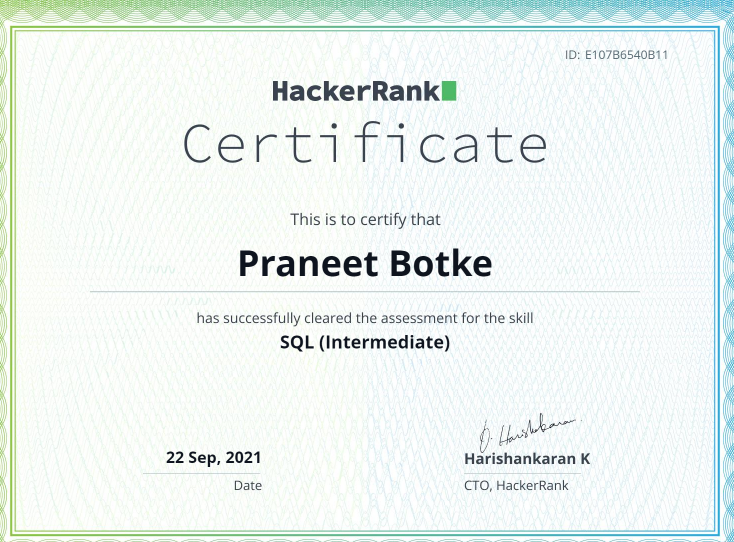 ID: E107B6540B11
HackerRank
Certificate
This is to certify that
Praneet Botke
has successfully cleared the assessment for the skill
SQL (Intermediate)
22 Sep, 2021
Date
Harishankaran K
CTO, HackerRank